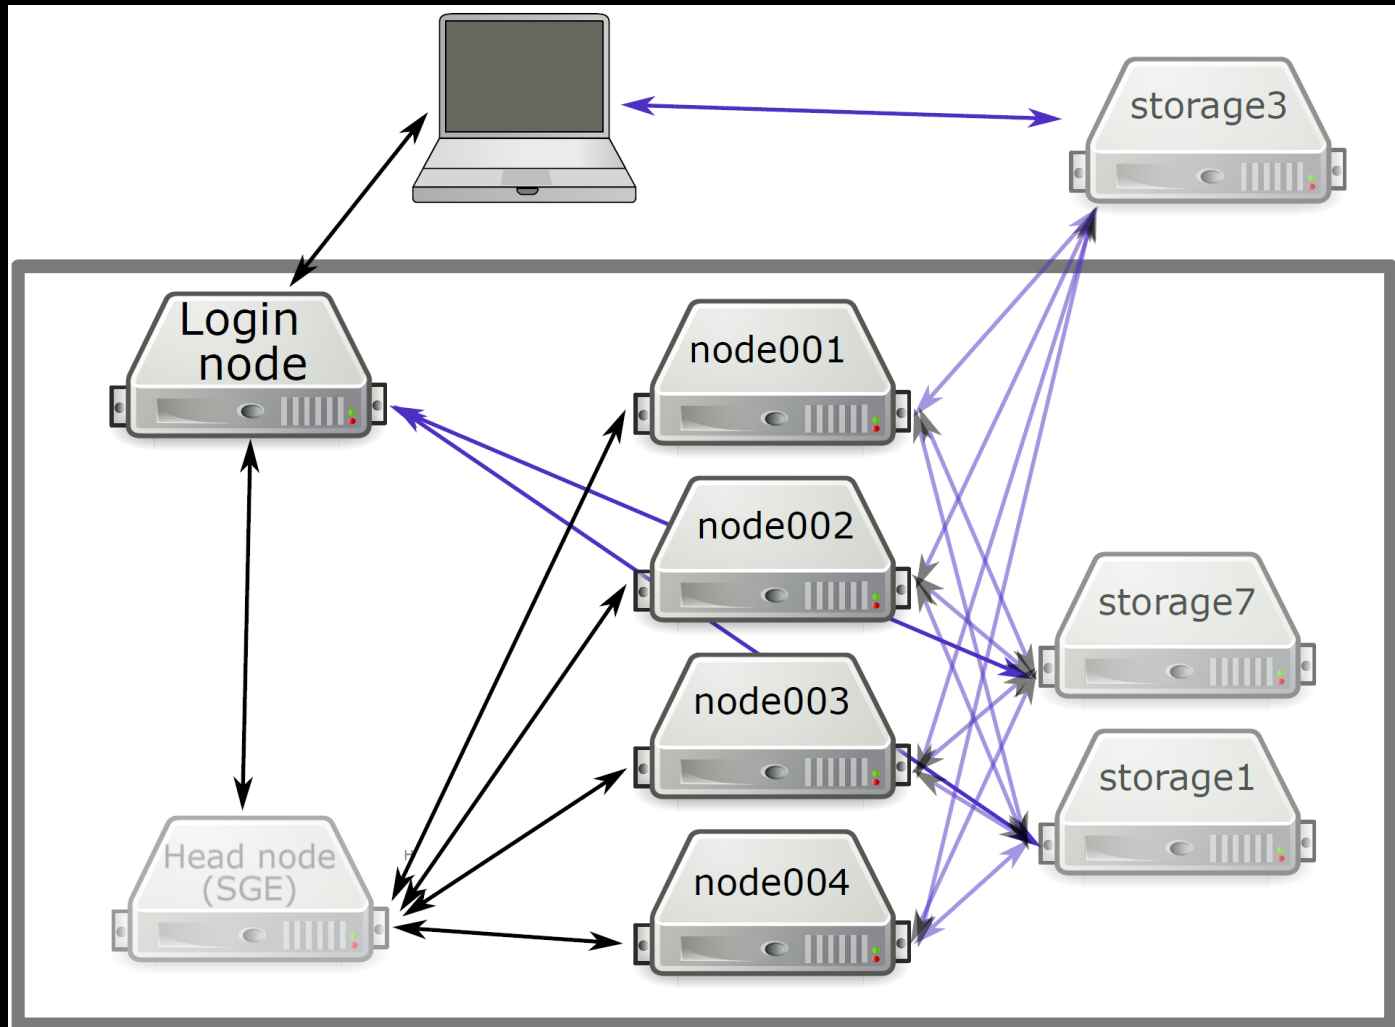 storage3
Login
node
node001
node002
storage7
node003
storage1
Head node
(SGE)
H
node004